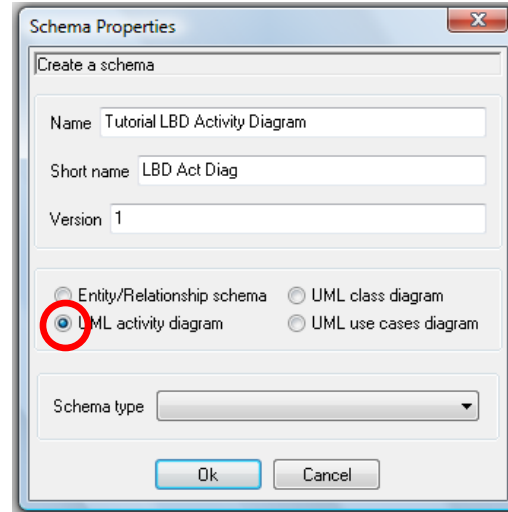 Schema Properties
Create a schema
Name Tutorial LBD Activity Diagram
Short name LBD Act Diag
Version 1
Entity/Relationship schema UML class diagram
UML activity diagram UML use cases diagram
Schema type
Ok Cancel